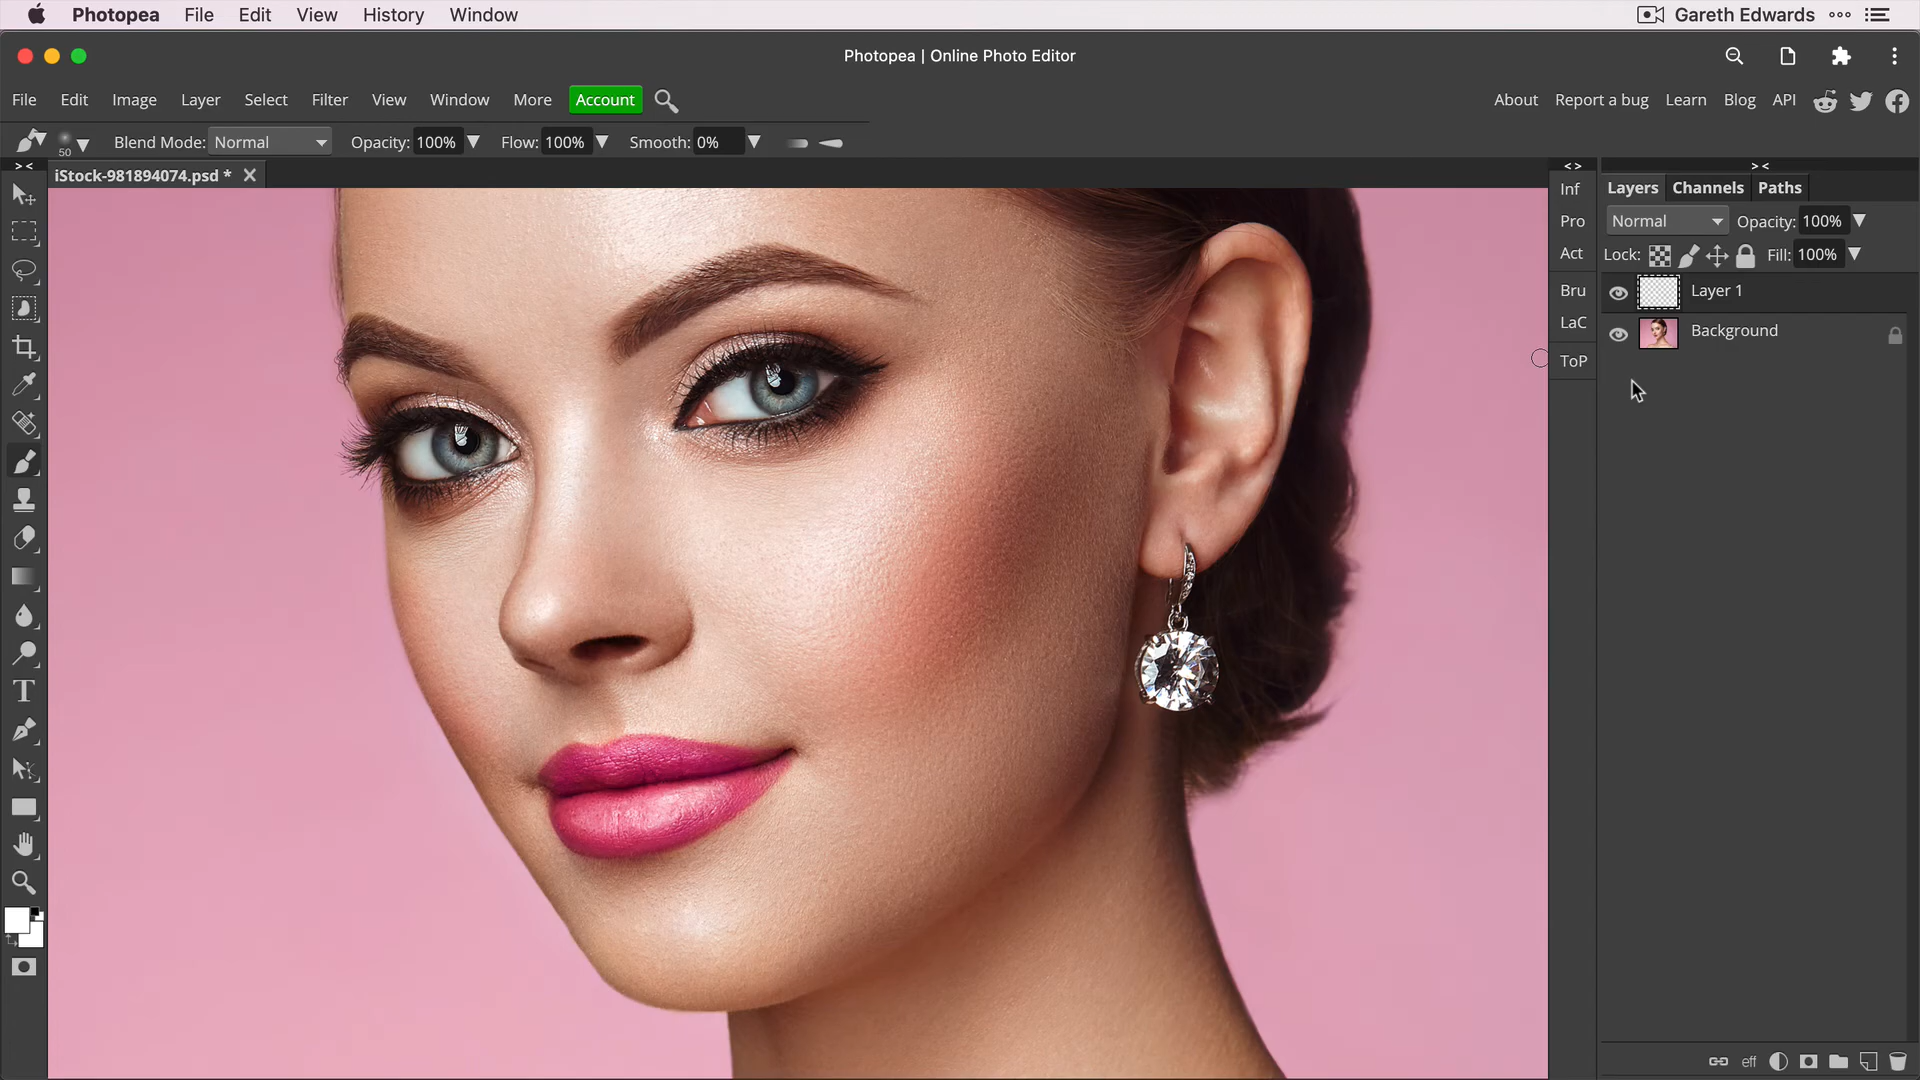 Photopea File Edit View History Window Gareth Edwards
Photopea | Online Photo Editor
File Edit Image Layer Select Filter View Window More Account About Report a bug Learn Blog API
50 Blend Mode: Normal Opacity: 100% Flow: 100% Smooth: 0%
> < < > > <
iStock-981894074.psd *
Inf
Pro
Act
Bru
LaC
ToP
Layers Channels Paths
Normal Opacity: 100%
Lock: Fill: 100%
Layer 1
Background
T
eff